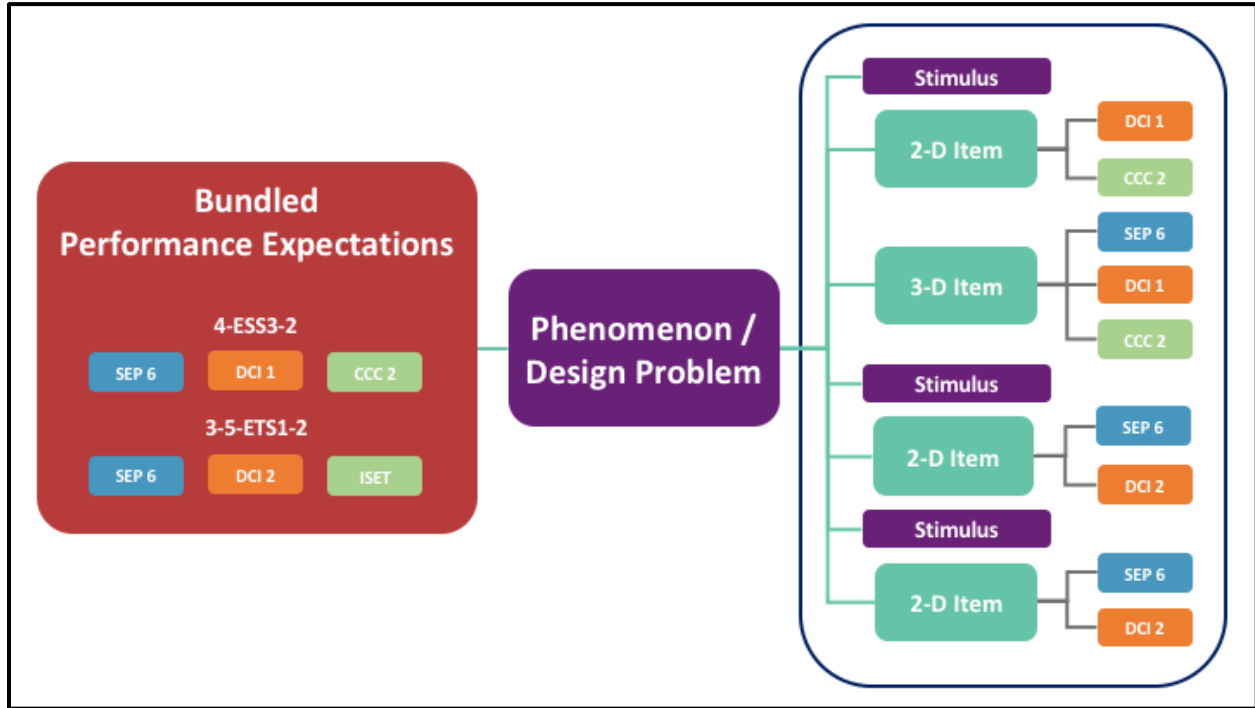 Bundled
Performance Expectations
4-ESS3-2
SEP 6 DCI 1 CCC 2
3-5-ETS1-2
SEP 6 DCI 2 ISET
Phenomenon /
Design Problem
Stimulus
2-D Item
DCI 1
CCC 2
3-D Item
SEP 6
DCI 1
CCC 2
Stimulus
2-D Item
SEP 6
DCI 2
Stimulus
2-D Item
SEP 6
DCI 2